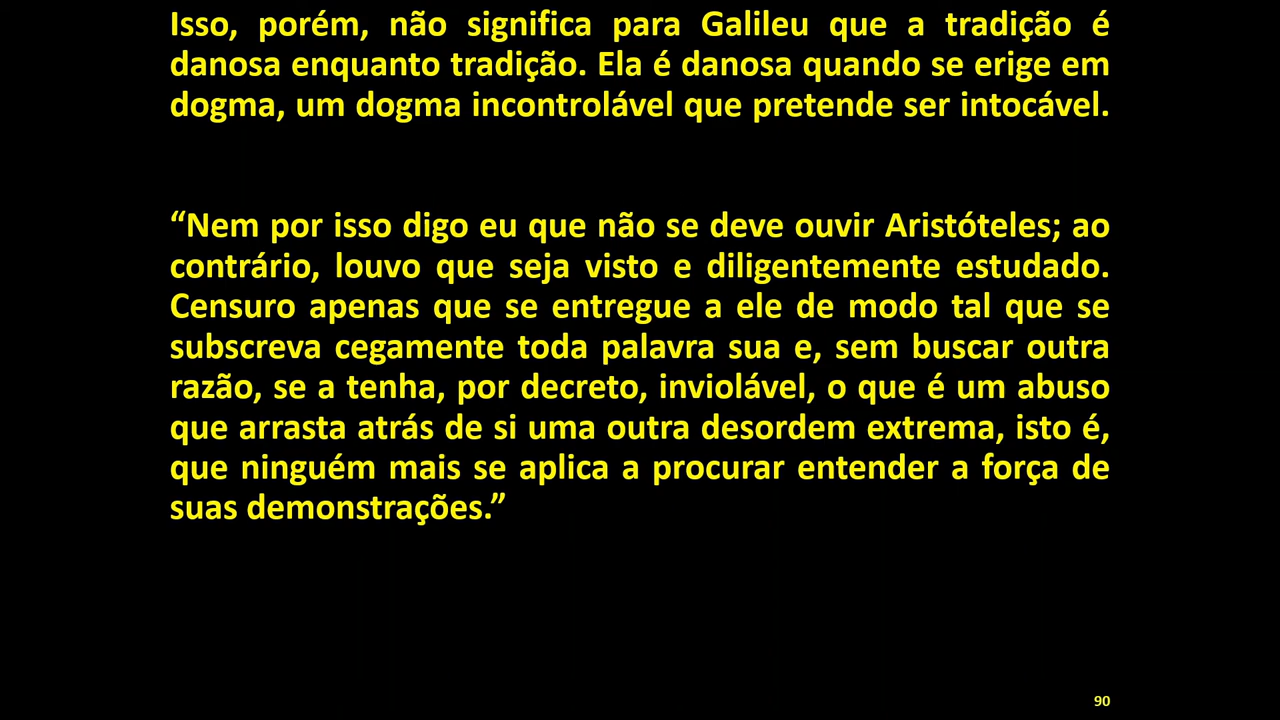 Isso, porém, não significa para Galileu que a tradição é
danosa enquanto tradição. Ela é danosa quando se erige em
dogma, um dogma incontrolável que pretende ser intocável.
“Nem por isso digo eu que não se deve ouvir Aristóteles; ao
contrário, louvo que seja visto e diligentemente estudado.
Censuro apenas que se entregue a ele de modo tal que se
subscreva cegamente toda palavra sua e, sem buscar outra
razão, se a tenha, por decreto, inviolável, o que é um abuso
que arrasta atrás de si uma outra desordem extrema, isto é,
que ninguém mais se aplica a procurar entender a força de
suas demonstrações.”
90